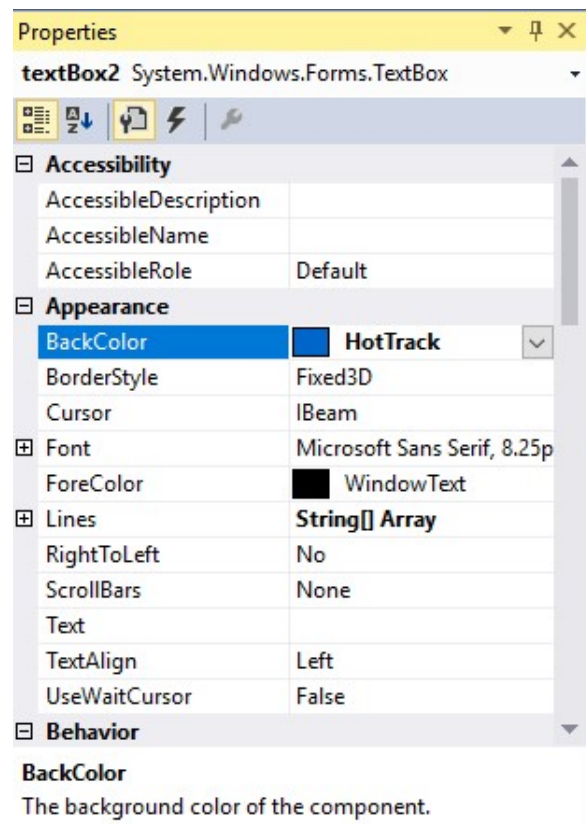 Properties
textBox2 System.Windows.Forms.TextBox
Accessibility
AccessibleDescription
AccessibleName
AccessibleRole Default
Appearance
BackColor HotTrack
BorderStyle Fixed3D
Cursor IBeam
Font Microsoft Sans Serif, 8.25p
ForeColor WindowText
Lines String[] Array
RightToLeft No
ScrollBars None
Text
TextAlign Left
UseWaitCursor False
Behavior
BackColor
The background color of the component.